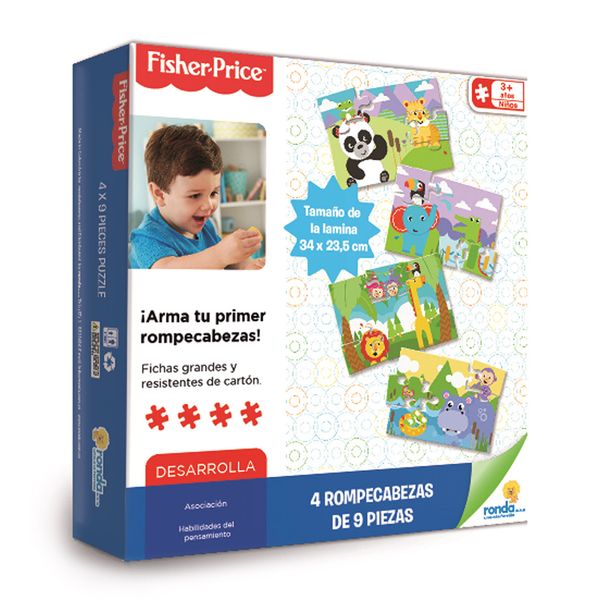 Fisher-Price
3+
años
Niños
Tamaño de
la lamina
34 x 23,5 cm
¡Arma tu primer
rompecabezas!
Fichas grandes y
resistentes de cartón.
DESARROLLA
Asociación
Habilidades del
pensamiento
4 ROMPECABEZAS
DE 9 PIEZAS
ronda
Fisher-Price
4 X 9 PIECES PUZZLE
ronda